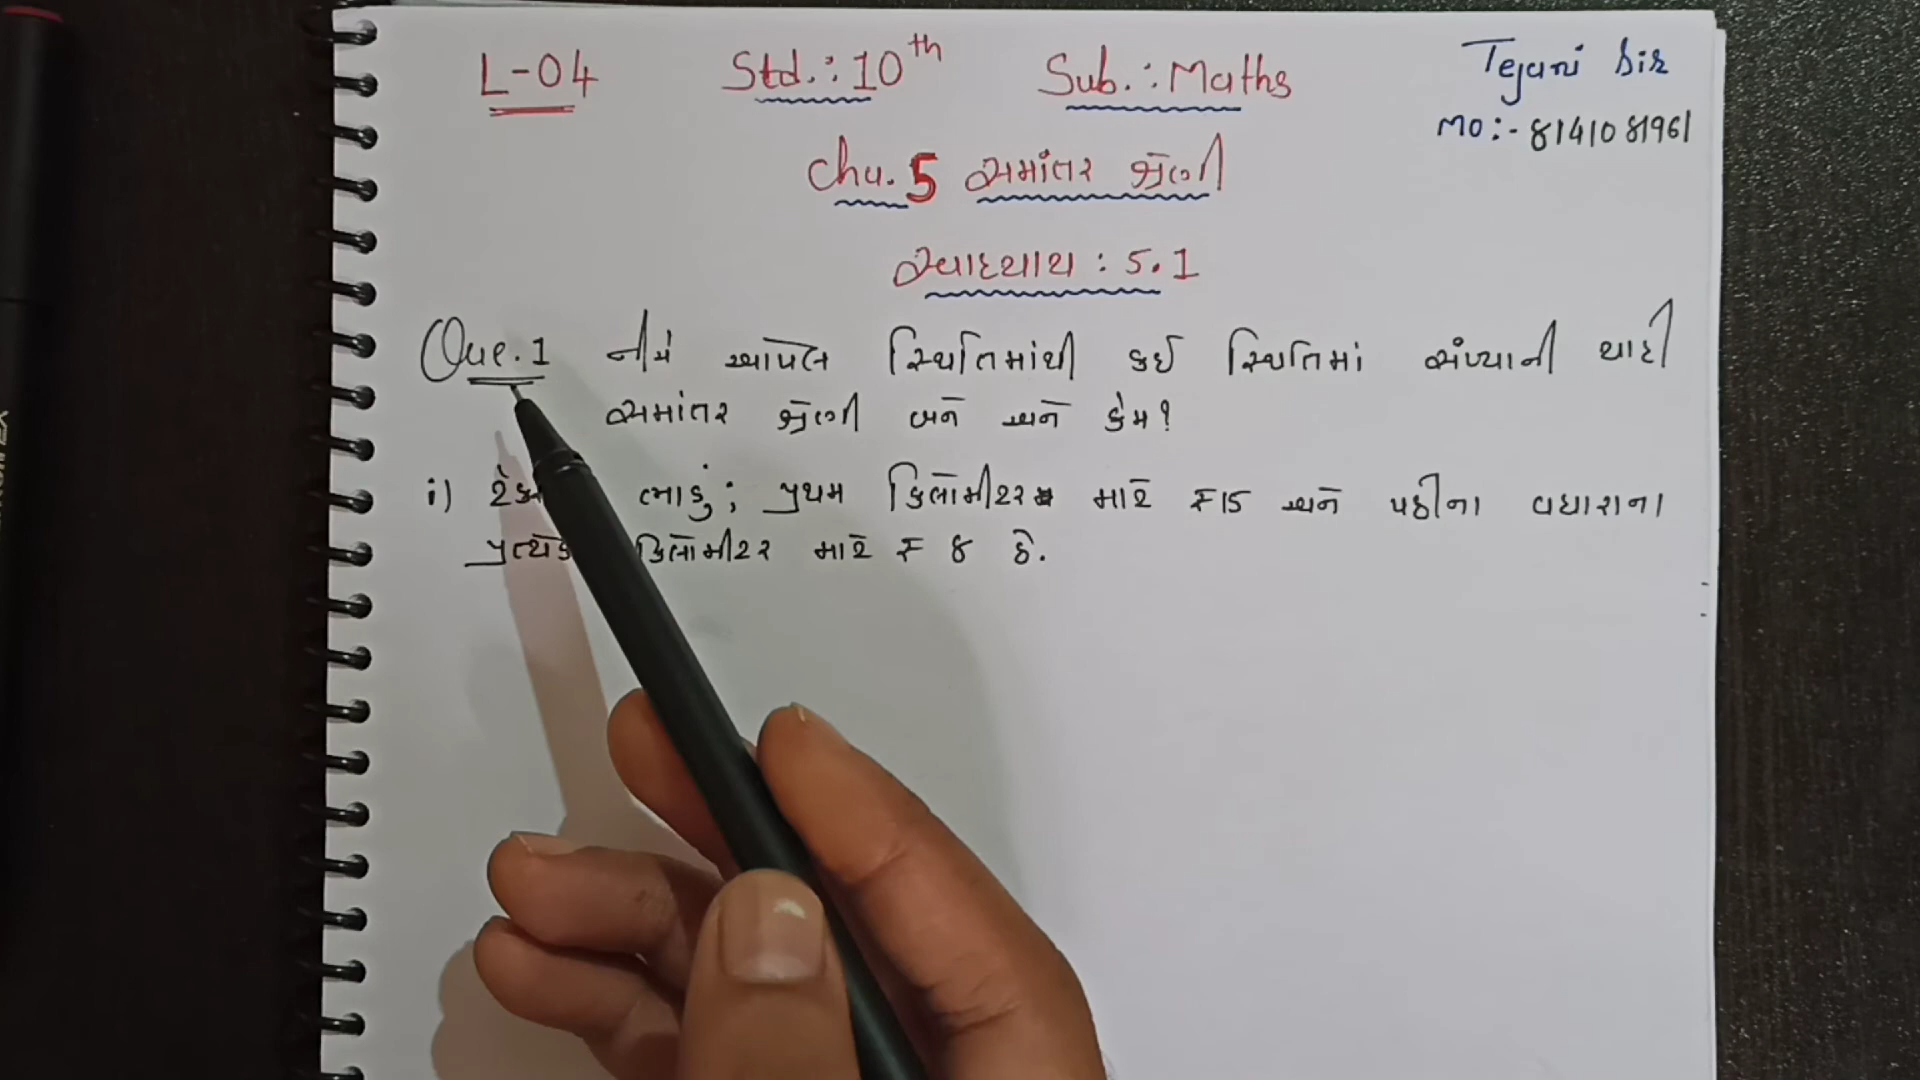 L-04 Std.:10th Sub.:Maths Tejani Sir
Mo:- 8141081961
Chp. 5 સમાંતર શ્રેણી
સ્વાધ્યાય : 5.1
Que.1 નીચે આપેલ સ્થિતિમાંથી કઈ સ્થિતિમાં સંખ્યાની યાદી
સમાંતર શ્રેણી બને અને કેમ?
i) ભાડું; પ્રથમ કિલોમીટર માટે ₹15 અને પછીના વધારાના
પ્રત્યેક કિલોમીટર માટે ₹ 8 છે.